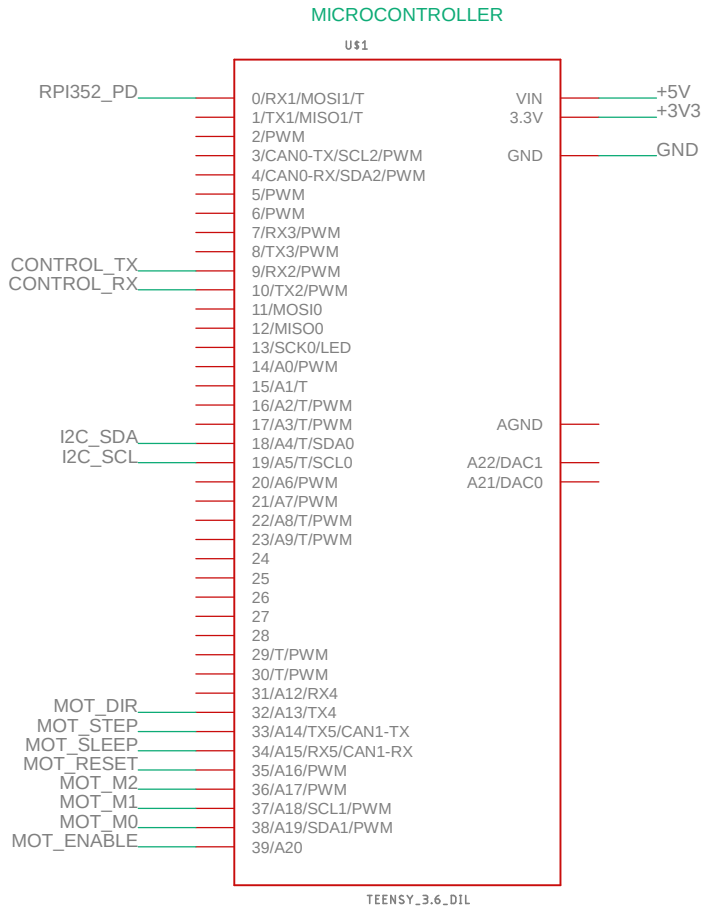 MICROCONTROLLER
U$1
RPI352_PD 0/RX1/MOSI1/T VIN +5V
1/TX1/MISO1/T 3.3V +3V3
2/PWM
3/CAN0-TX/SCL2/PWM GND GND
4/CAN0-RX/SDA2/PWM
5/PWM
6/PWM
7/RX3/PWM
8/TX3/PWM
CONTROL_TX 9/RX2/PWM
CONTROL_RX 10/TX2/PWM
11/MOSI0
12/MISO0
13/SCK0/LED
14/A0/PWM
15/A1/T
16/A2/T/PWM
17/A3/T/PWM AGND
I2C_SDA 18/A4/T/SDA0
I2C_SCL 19/A5/T/SCL0 A22/DAC1
20/A6/PWM A21/DAC0
21/A7/PWM
22/A8/T/PWM
23/A9/T/PWM
24
25
26
27
28
29/T/PWM
30/T/PWM
31/A12/RX4
MOT_DIR 32/A13/TX4
MOT_STEP 33/A14/TX5/CAN1-TX
MOT_SLEEP 34/A15/RX5/CAN1-RX
MOT_RESET 35/A16/PWM
MOT_M2 36/A17/PWM
MOT_M1 37/A18/SCL1/PWM
MOT_M0 38/A19/SDA1/PWM
MOT_ENABLE 39/A20
TEENSY_3.6_DIL